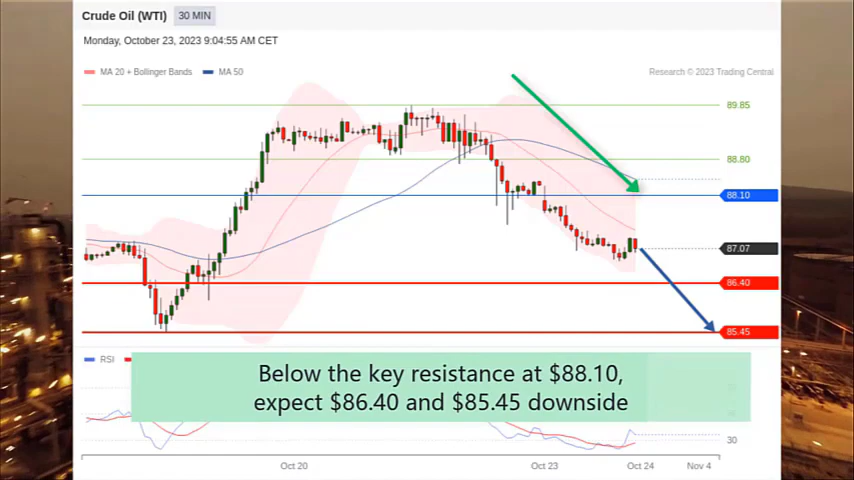 Crude Oil (WTI) 30 MIN
Monday, October 23, 2023 9:04:55 AM CET
MA 20 + Bollinger Bands MA 50 Research © 2023 Trading Central
89.85
88.80
88.10
87.07
86.40
85.45
RSI
Below the key resistance at $88.10,
expect $86.40 and $85.45 downside
30
Oct 20 Oct 23 Oct 24 Nov 4